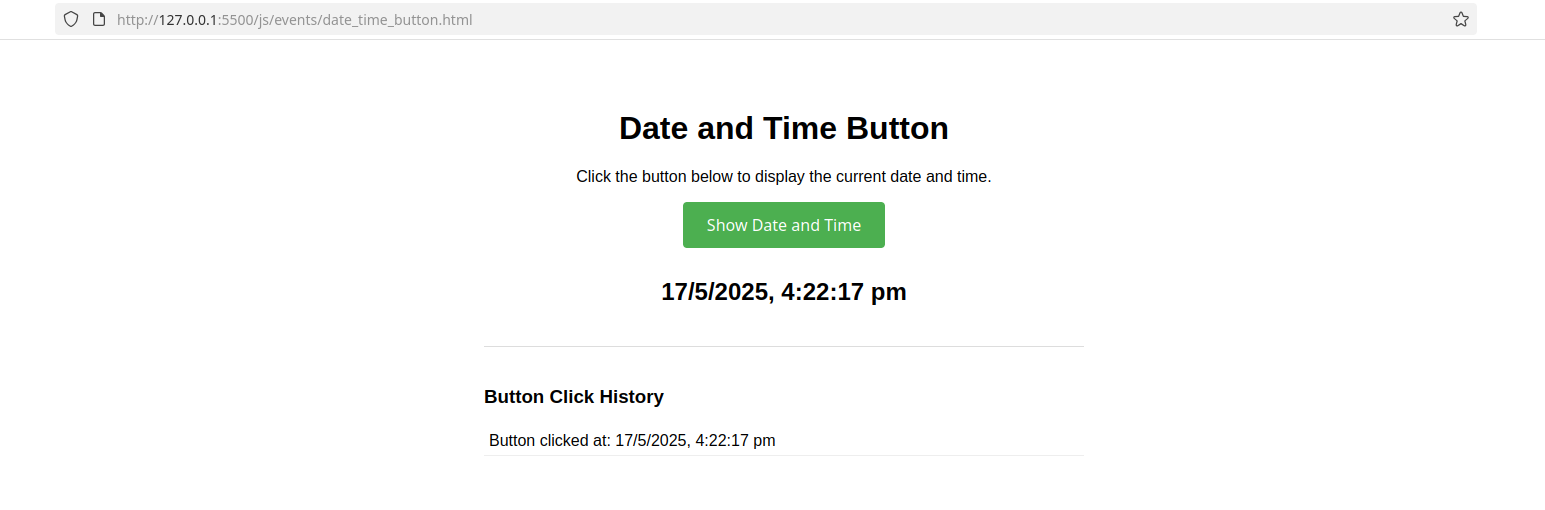 http://127.0.0.1:5500/js/events/date_time_button.html
Date and Time Button
Click the button below to display the current date and time.
Show Date and Time
17/5/2025, 4:22:17 pm
Button Click History
Button clicked at: 17/5/2025, 4:22:17 pm